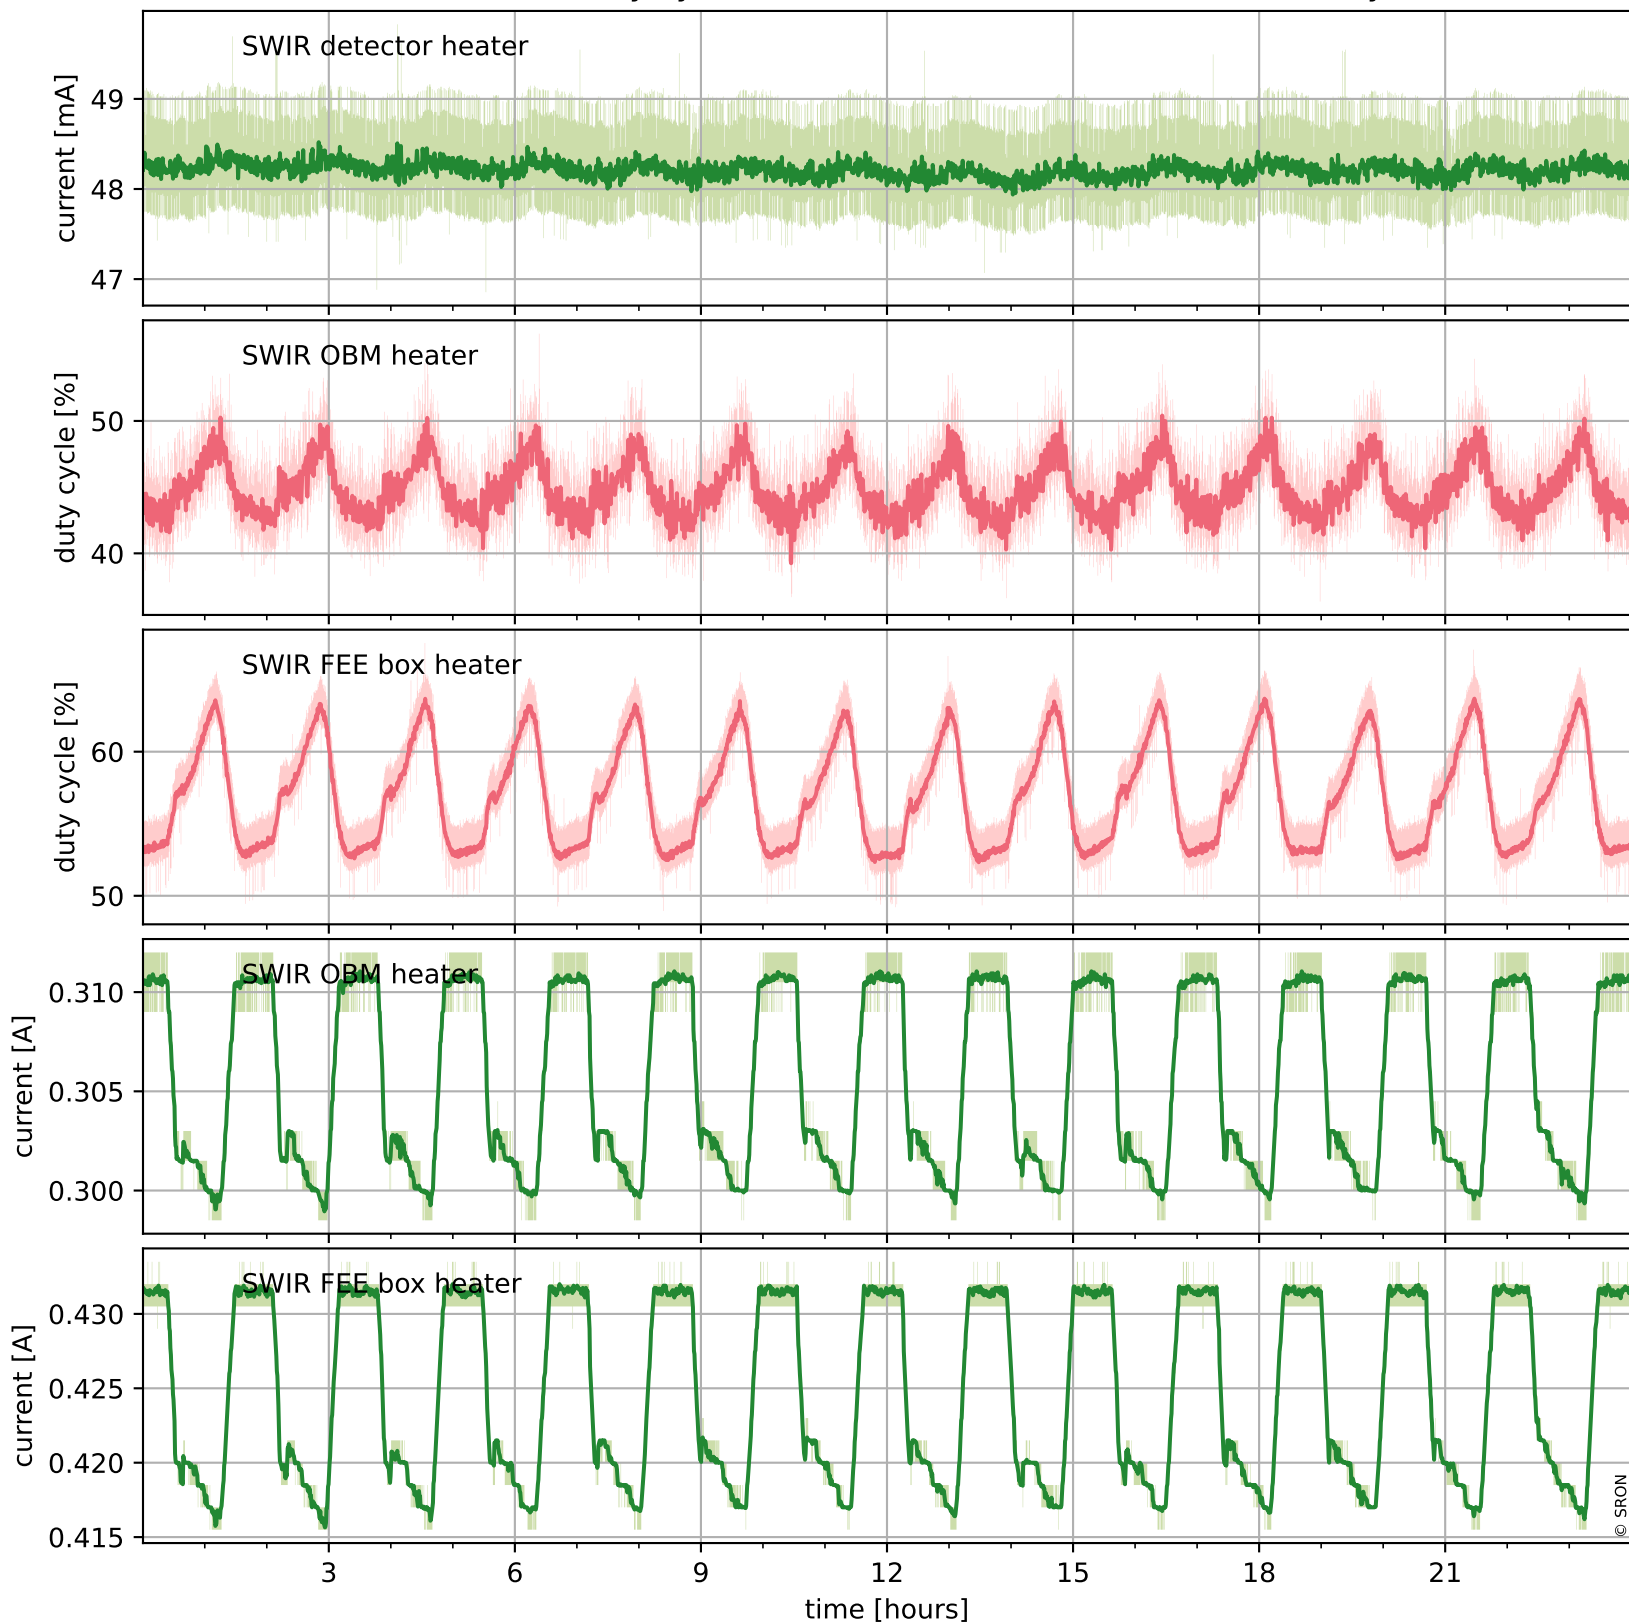 SWIR detector heater
current [mA]
49
48
47
SWIR OBM heater
duty cycle [%]
50
40
SWIR FEE box heater
duty cycle [%]
60
50
SWIR OBM heater
current [A]
0.310
0.305
0.300
SWIR FEE box heater
current [A]
0.430
0.425
0.420
0.415
© SRON
3 6 9 12 15 18 21
time [hours]